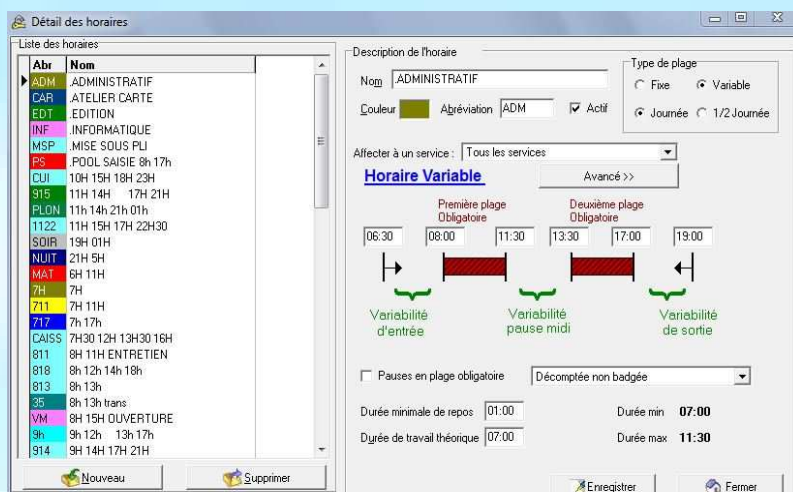 Détail des horaires
Liste des horaires
Abr Nom
ADM .ADMINISTRATIF
CAR .ATELIER CARTE
EDT .EDITION
INF .INFORMATIQUE
MSP .MISE SOUS PLI
PS .POOL SAISIE 8h 17h
CUI 10H 15H 18H 23H
915 11H 14H 17H 21H
PLON 11h 14h 21h 01h
1122 11H 15H 17H 22H30
SOIR 19H 01H
NUIT 21H 5H
MAT 6H 11H
7H 7H
711 7H 11H
717 7h 17h
CAISS 7H30 12H 13H30 16H
811 8H 11H ENTRETIEN
818 8h 12h 14h 18h
813 8h 13h
35 8h 13h trans
VM 8H 15H OUVERTURE
9h 9h 12h 13h 17h
914 9H 14H 17H 21H
Nouveau Supprimer
Description de l'horaire
Nom .ADMINISTRATIF
Couleur Abréviation ADM Actif
Type de plage
Fixe Variable
Journée 1/2 Journée
Affecter à un service : Tous les services
Horaire Variable Avancé >>
Première plage Obligatoire
Deuxième plage Obligatoire
06:30 08:00 11:30 13:30 17:00 19:00
Variabilité d'entrée
Variabilité pause midi
Variabilité de sortie
Pauses en plage obligatoire Décomptée non badgée
Durée minimale de repos 01:00 Durée min 07:00
Durée de travail théorique 07:00 Durée max 11:30
Enregistrer Fermer